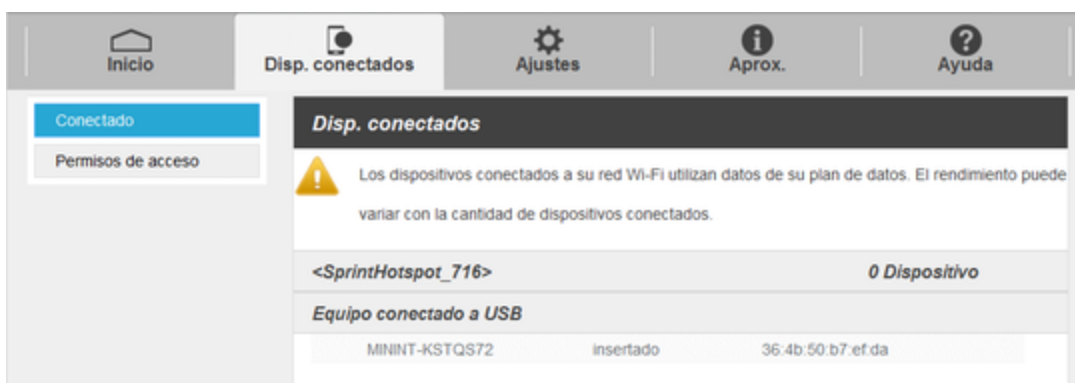 Inicio
Disp. conectados
Ajustes
Aprox.
Ayuda
Conectado
Permisos de acceso
Disp. conectados
Los dispositivos conectados a su red Wi-Fi utilizan datos de su plan de datos. El rendimiento puede
variar con la cantidad de dispositivos conectados.
<SprintHotspot_716> 0 Dispositivo
Equipo conectado a USB
MININT-KSTQS72 insertado 36:4b:50:b7:ef:da